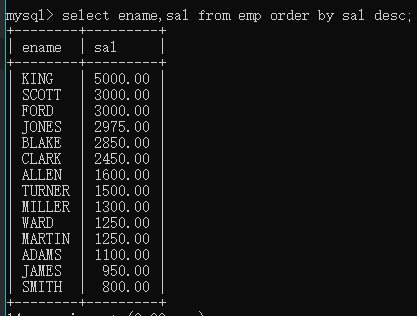 mysql> select ename,sal from emp order by sal desc;
+--------+---------+
| ename | sal |
+--------+---------+
| KING | 5000.00 |
| SCOTT | 3000.00 |
| FORD | 3000.00 |
| JONES | 2975.00 |
| BLAKE | 2850.00 |
| CLARK | 2450.00 |
| ALLEN | 1600.00 |
| TURNER | 1500.00 |
| MILLER | 1300.00 |
| WARD | 1250.00 |
| MARTIN | 1250.00 |
| ADAMS | 1100.00 |
| JAMES | 950.00 |
| SMITH | 800.00 |
+--------+---------+